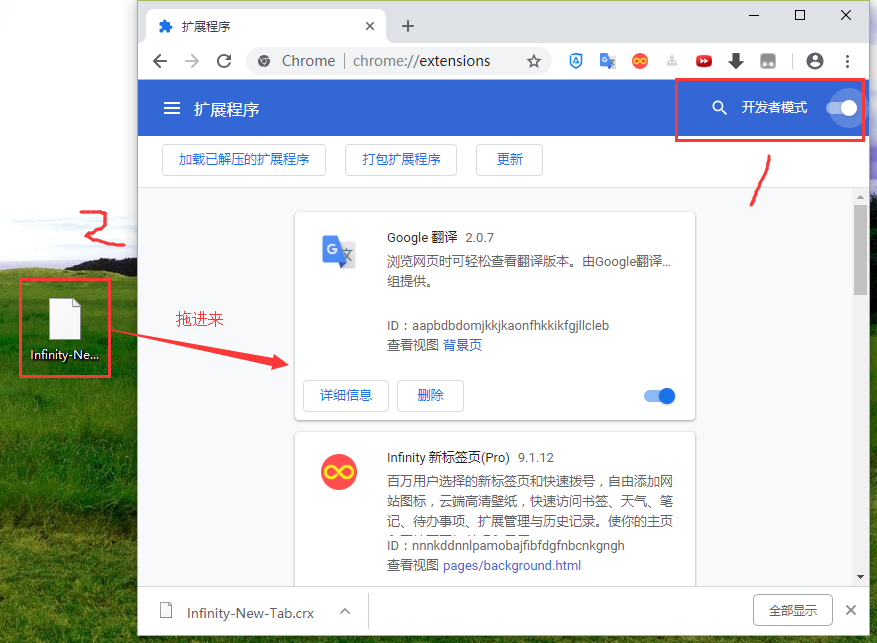 扩展程序
Chrome | chrome://extensions
扩展程序
开发者模式
加载已解压的扩展程序
打包扩展程序
更新
1
2
Google 翻译 2.0.7
浏览网页时可轻松查看翻译版本。由Google翻译...
组提供。
拖进来
ID：aapbdbdomjkkjkaonfhkkikfgjllcleb
查看视图 背景页
Infinity-Ne...
详细信息
删除
Infinity 新标签页(Pro) 9.1.12
百万用户选择的新标签页和快速拨号，自由添加网
站图标，云端高清壁纸，快速访问书签、天气、笔
记、待办事项、扩展管理与历史记录。使你的主页
ID：nnnkddnnlpamobajfibfdgfnbcnkgngh
查看视图 pages/background.html
Infinity-New-Tab.crx
全部显示